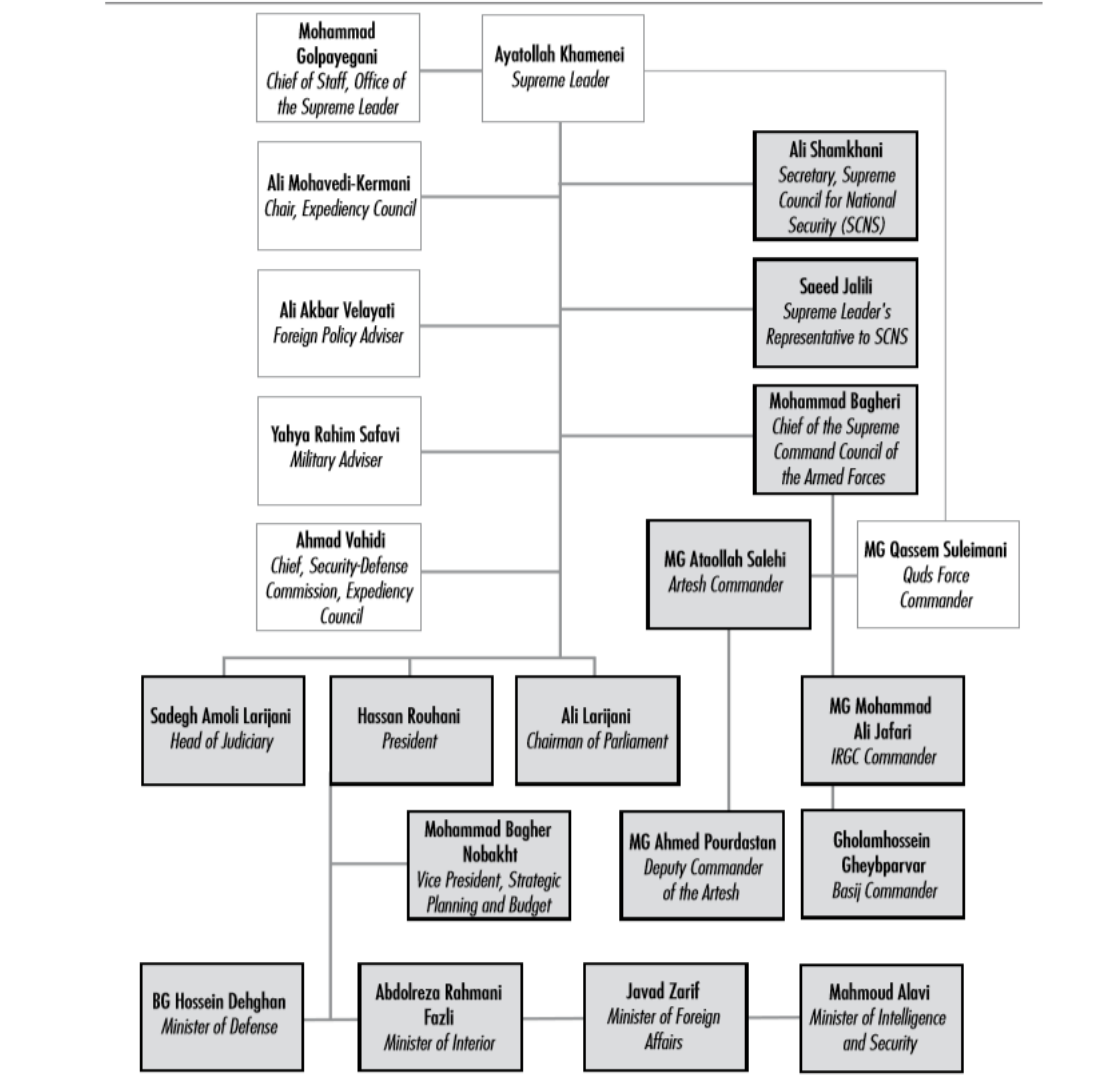 Mohammad
Golpayegani
Chief of Staff, Office of
the Supreme Leader
Ayatollah Khamenei
Supreme Leader
Ali Mohavedi-Kermani
Chair, Expediency Council
Ali Shamkhani
Secretary, Supreme
Council for National
Security (SCNS)
Ali Akbar Velayati
Foreign Policy Adviser
Saeed Jalili
Supreme Leader's
Representative to SCNS
Yahya Rahim Safavi
Military Adviser
Mohammad Bagheri
Chief of the Supreme
Command Council of
the Armed Forces
Ahmad Vahidi
Chief, Security-Defense
Commission, Expediency
Council
MG Ataollah Salehi
Artesh Commander
MG Qassem Suleimani
Quds Force
Commander
Sadegh Amoli Larijani
Head of Judiciary
Hassan Rouhani
President
Ali Larijani
Chairman of Parliament
MG Mohammad
Ali Jafari
IRGC Commander
Mohammad Bagher
Nobakht
Vice President, Strategic
Planning and Budget
MG Ahmed Pourdastan
Deputy Commander
of the Artesh
Gholamhossein
Gheybparvar
Basij Commander
BG Hossein Dehghan
Minister of Defense
Abdolreza Rahmani
Fazli
Minister of Interior
Javad Zarif
Minister of Foreign
Affairs
Mahmoud Alavi
Minister of Intelligence
and Security